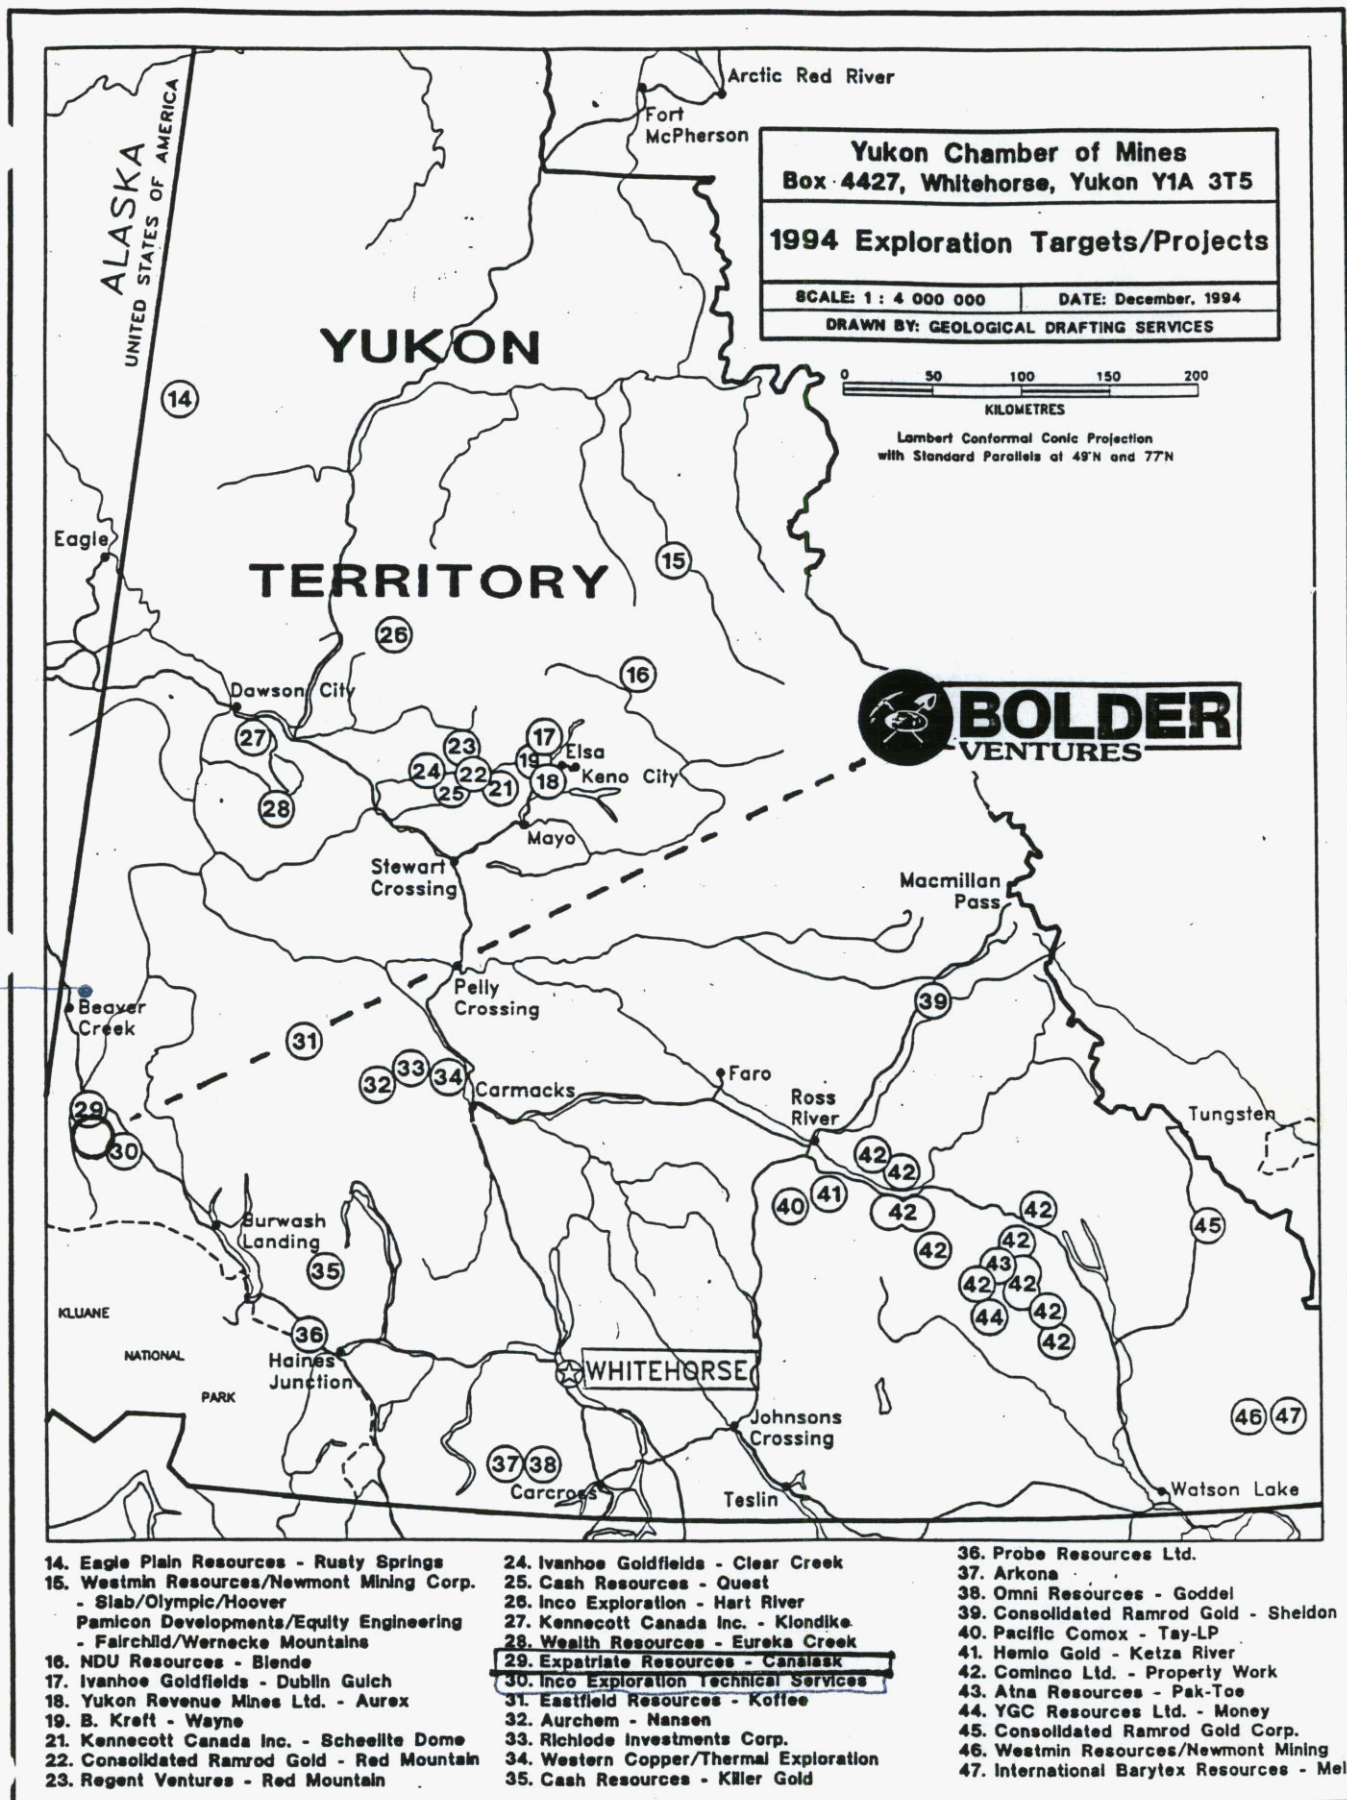 Arctic Red River
Fort
McPherson
Yukon Chamber of Mines
Box 4427, Whitehorse, Yukon Y1A 3T5
1994 Exploration Targets/Projects
SCALE: 1 : 4 000 000
DATE: December, 1994
DRAWN BY: GEOLOGICAL DRAFTING SERVICES
0 50 100 150 200
KILOMETRES
Lambert Conformal Conic Projection
with Standard Parallels at 49°N and 77°N
ALASKA
UNITED STATES OF AMERICA
YUKON
14
Eagle
TERRITORY
15
26
16
Dawson City
27
28
23
24
22
25
21
17
19
18
Elsa
Keno City
Mayo
BOLDER
VENTURES
Stewart
Crossing
Macmillan
Pass
Pelly
Crossing
Beaver
Creek
31
39
32
33
34
Carmacks
Faro
Ross
River
Tungsten
29
30
42
42
40
41
42
42
42
42
43
42
42
44
42
42
45
Burwash
Landing
35
KLUANE
NATIONAL
PARK
36
Haines
Junction
WHITEHORSE
46
47
Johnsons
Crossing
37
38
Carcross
Teslin
Watson Lake
14. Eagle Plain Resources - Rusty Springs
15. Westmin Resources/Newmont Mining Corp.
- Slab/Olympic/Hoover
Pamicon Developments/Equity Engineering
- Fairchild/Wernecke Mountains
16. NDU Resources - Blende
17. Ivanhoe Goldfields - Dublin Gulch
18. Yukon Revenue Mines Ltd. - Aurex
19. B. Kreft - Wayne
21. Kennecott Canada Inc. - Scheelite Dome
22. Consolidated Ramrod Gold - Red Mountain
23. Regent Ventures - Red Mountain
24. Ivanhoe Goldfields - Clear Creek
25. Cash Resources - Quest
26. Inco Exploration - Hart River
27. Kennecott Canada Inc. - Klondike
28. Wealth Resources - Eureka Creek
29. Expatriate Resources - Canalask
30. Inco Exploration Technical Services
31. Eastfield Resources - Koffee
32. Aurchem - Nansen
33. Richlode Investments Corp.
34. Western Copper/Thermal Exploration
35. Cash Resources - Killer Gold
36. Probe Resources Ltd.
37. Arkona
38. Omni Resources - Goddel
39. Consolidated Ramrod Gold - Sheldon
40. Pacific Comox - Tay-LP
41. Hemlo Gold - Ketza River
42. Cominco Ltd. - Property Work
43. Atna Resources - Pak-Toe
44. YGC Resources Ltd. - Money
45. Consolidated Ramrod Gold Corp.
46. Westmin Resources/Newmont Mining
47. International Barytex Resources - Mel